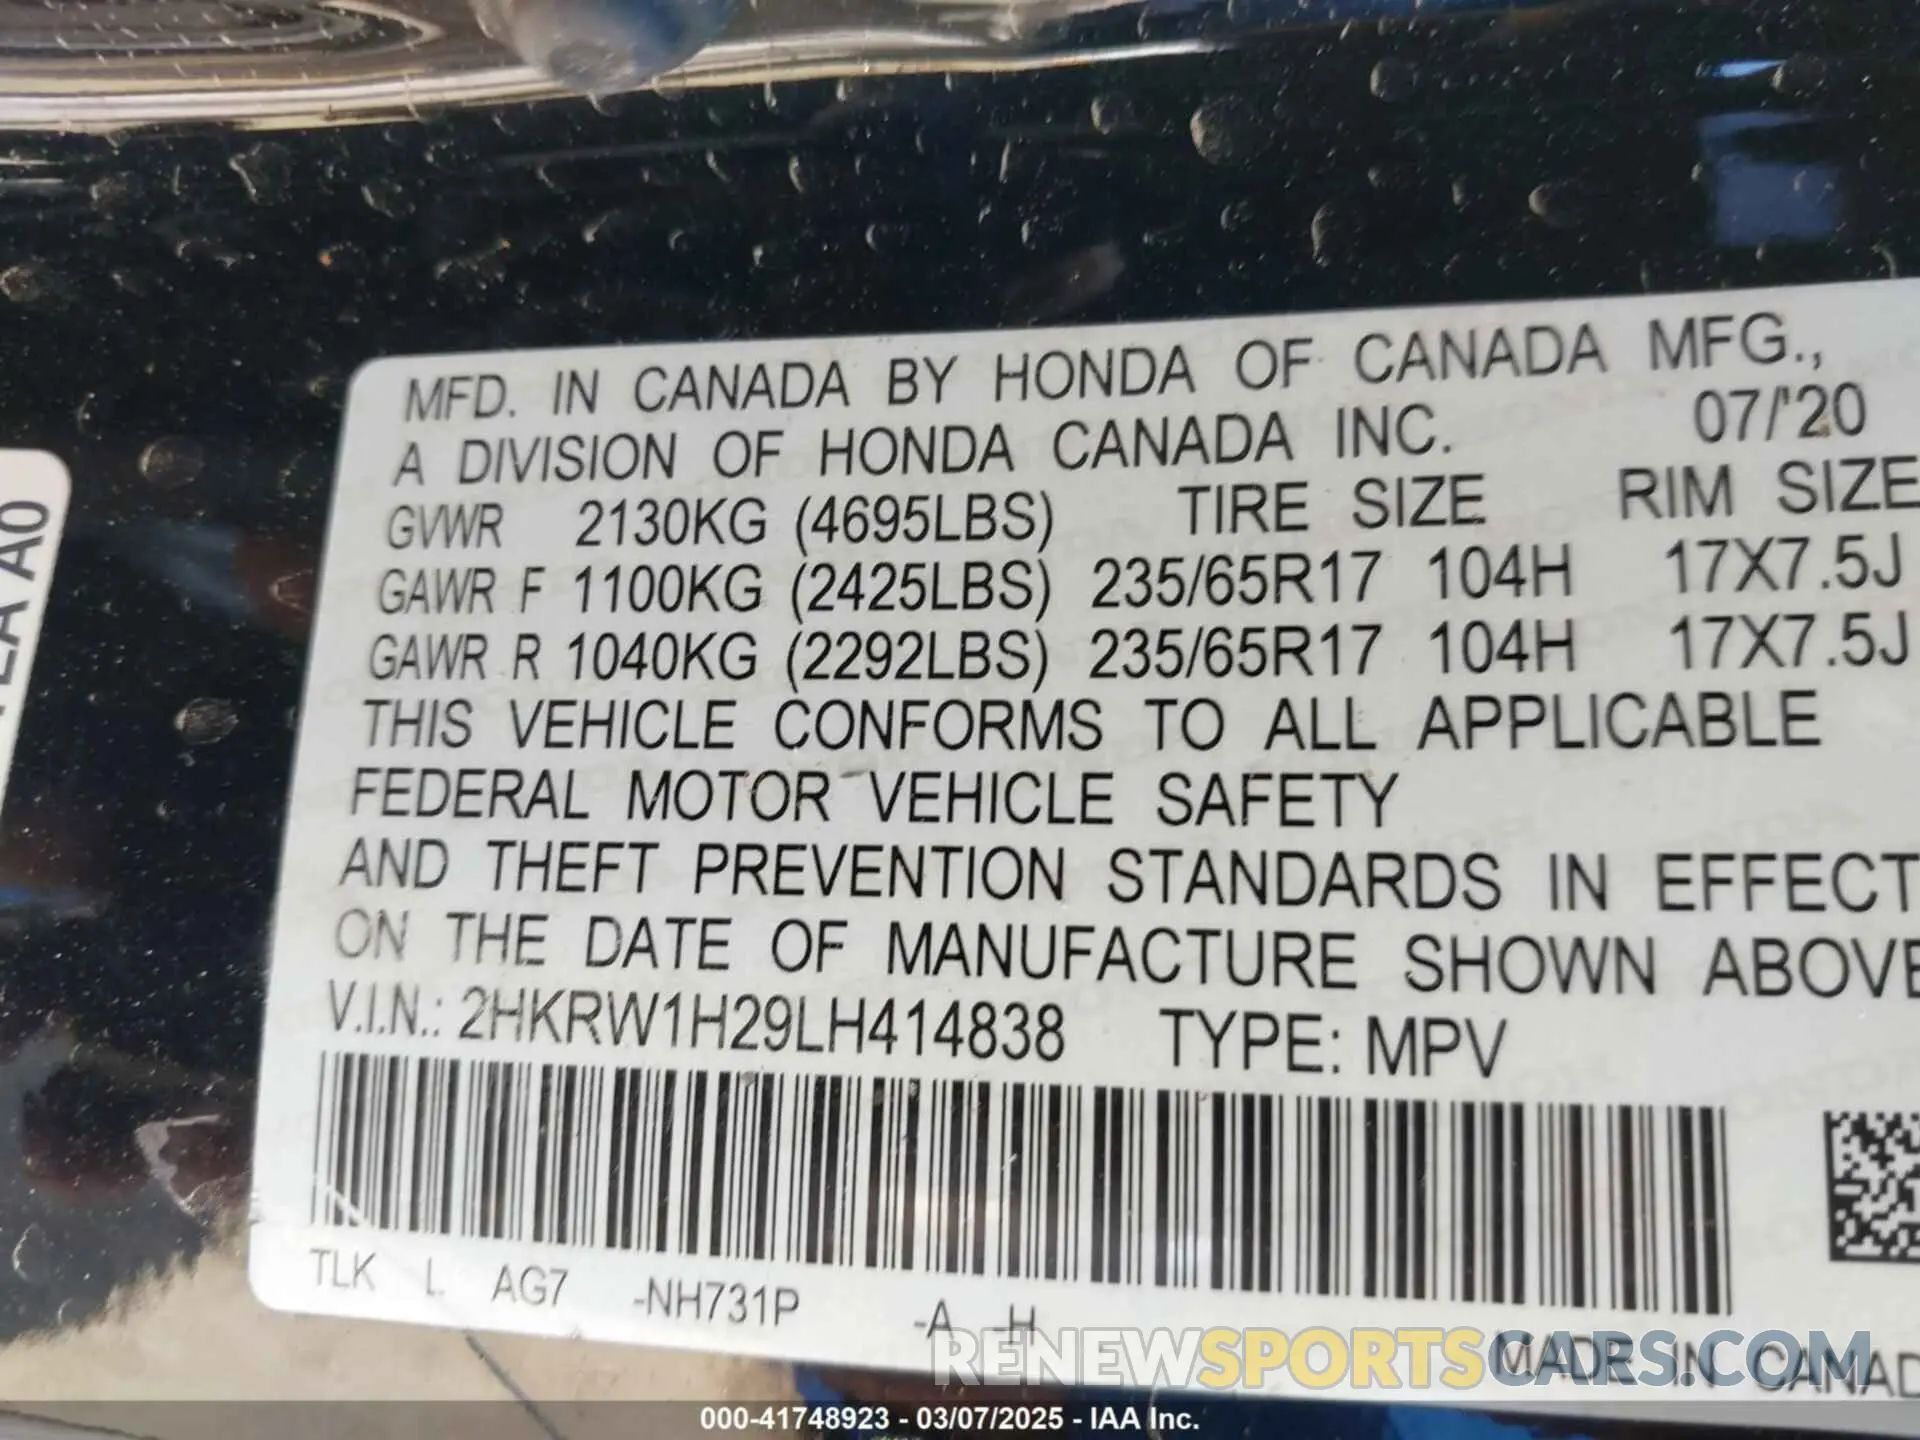 MFD. IN CANADA BY HONDA OF CANADA MFG.,
A DIVISION OF HONDA CANADA INC. 07/'20
GVWR 2130KG (4695LBS) TIRE SIZE RIM SIZE
GAWR F 1100KG (2425LBS) 235/65R17 104H 17X7.5J
GAWR R 1040KG (2292LBS) 235/65R17 104H 17X7.5J
THIS VEHICLE CONFORMS TO ALL APPLICABLE
FEDERAL MOTOR VEHICLE SAFETY
AND THEFT PREVENTION STANDARDS IN EFFECT
ON THE DATE OF MANUFACTURE SHOWN ABOVE
V.I.N.: 2HKRW1H29LH414838 TYPE: MPV
TLK L AG7 -NH731P -A -H
MADE IN CANAD
A0
RENEWSPORTSCARS.COM
000-41748923 - 03/07/2025 - IAA Inc.